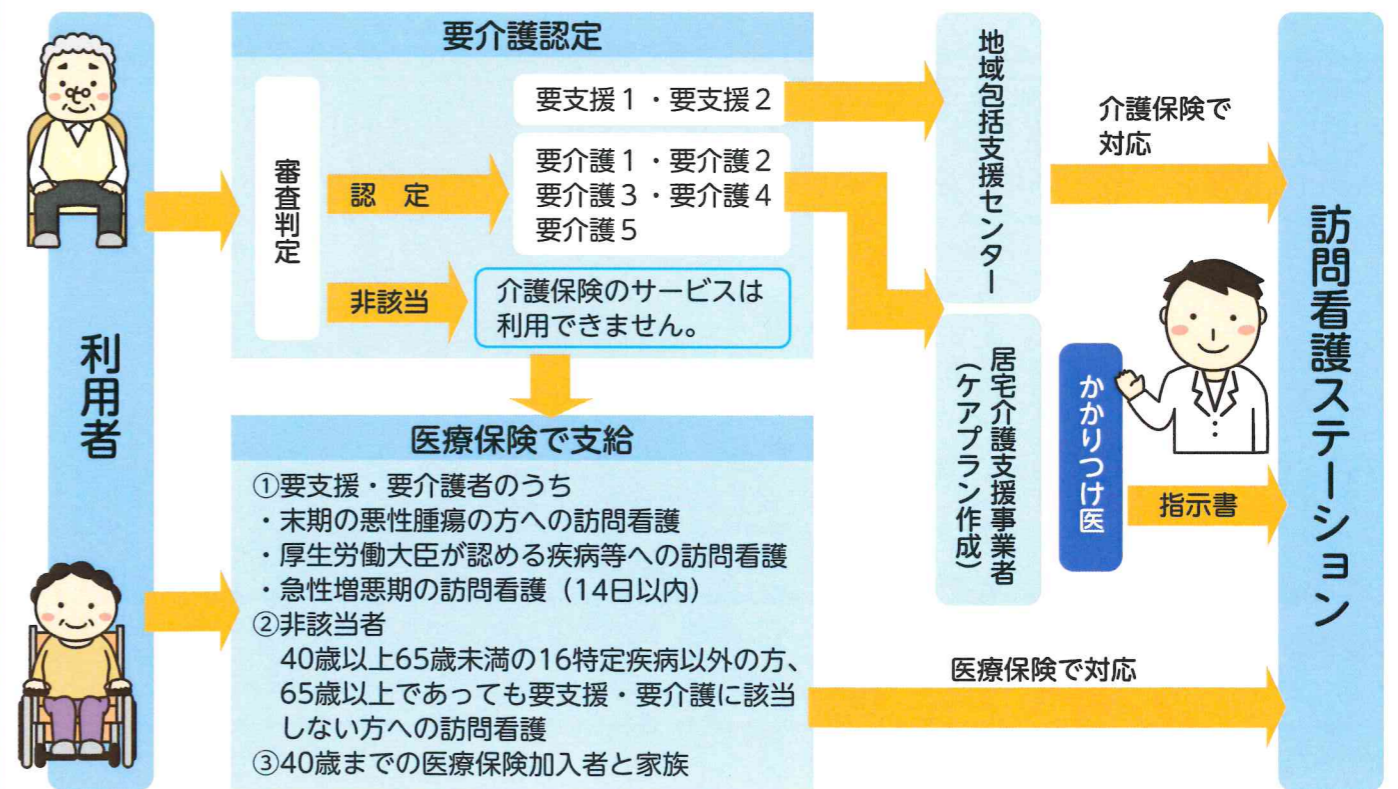 利用者
要介護認定
審査判定
認　定
要支援１・要支援２
要介護１・要介護２
要介護３・要介護４
要介護５
非該当
介護保険のサービスは
利用できません。
医療保険で支給
①要支援・要介護者のうち
・末期の悪性腫瘍の方への訪問看護
・厚生労働大臣が認める疾病等への訪問看護
・急性増悪期の訪問看護（14日以内）
②非該当者
40歳以上65歳未満の16特定疾病以外の方、
65歳以上であっても要支援・要介護に該当
しない方への訪問看護
③40歳までの医療保険加入者と家族
地域包括支援センター
居宅介護支援事業者
（ケアプラン作成）
介護保険で
対応
かかりつけ医
指示書
医療保険で対応
訪問看護ステーション